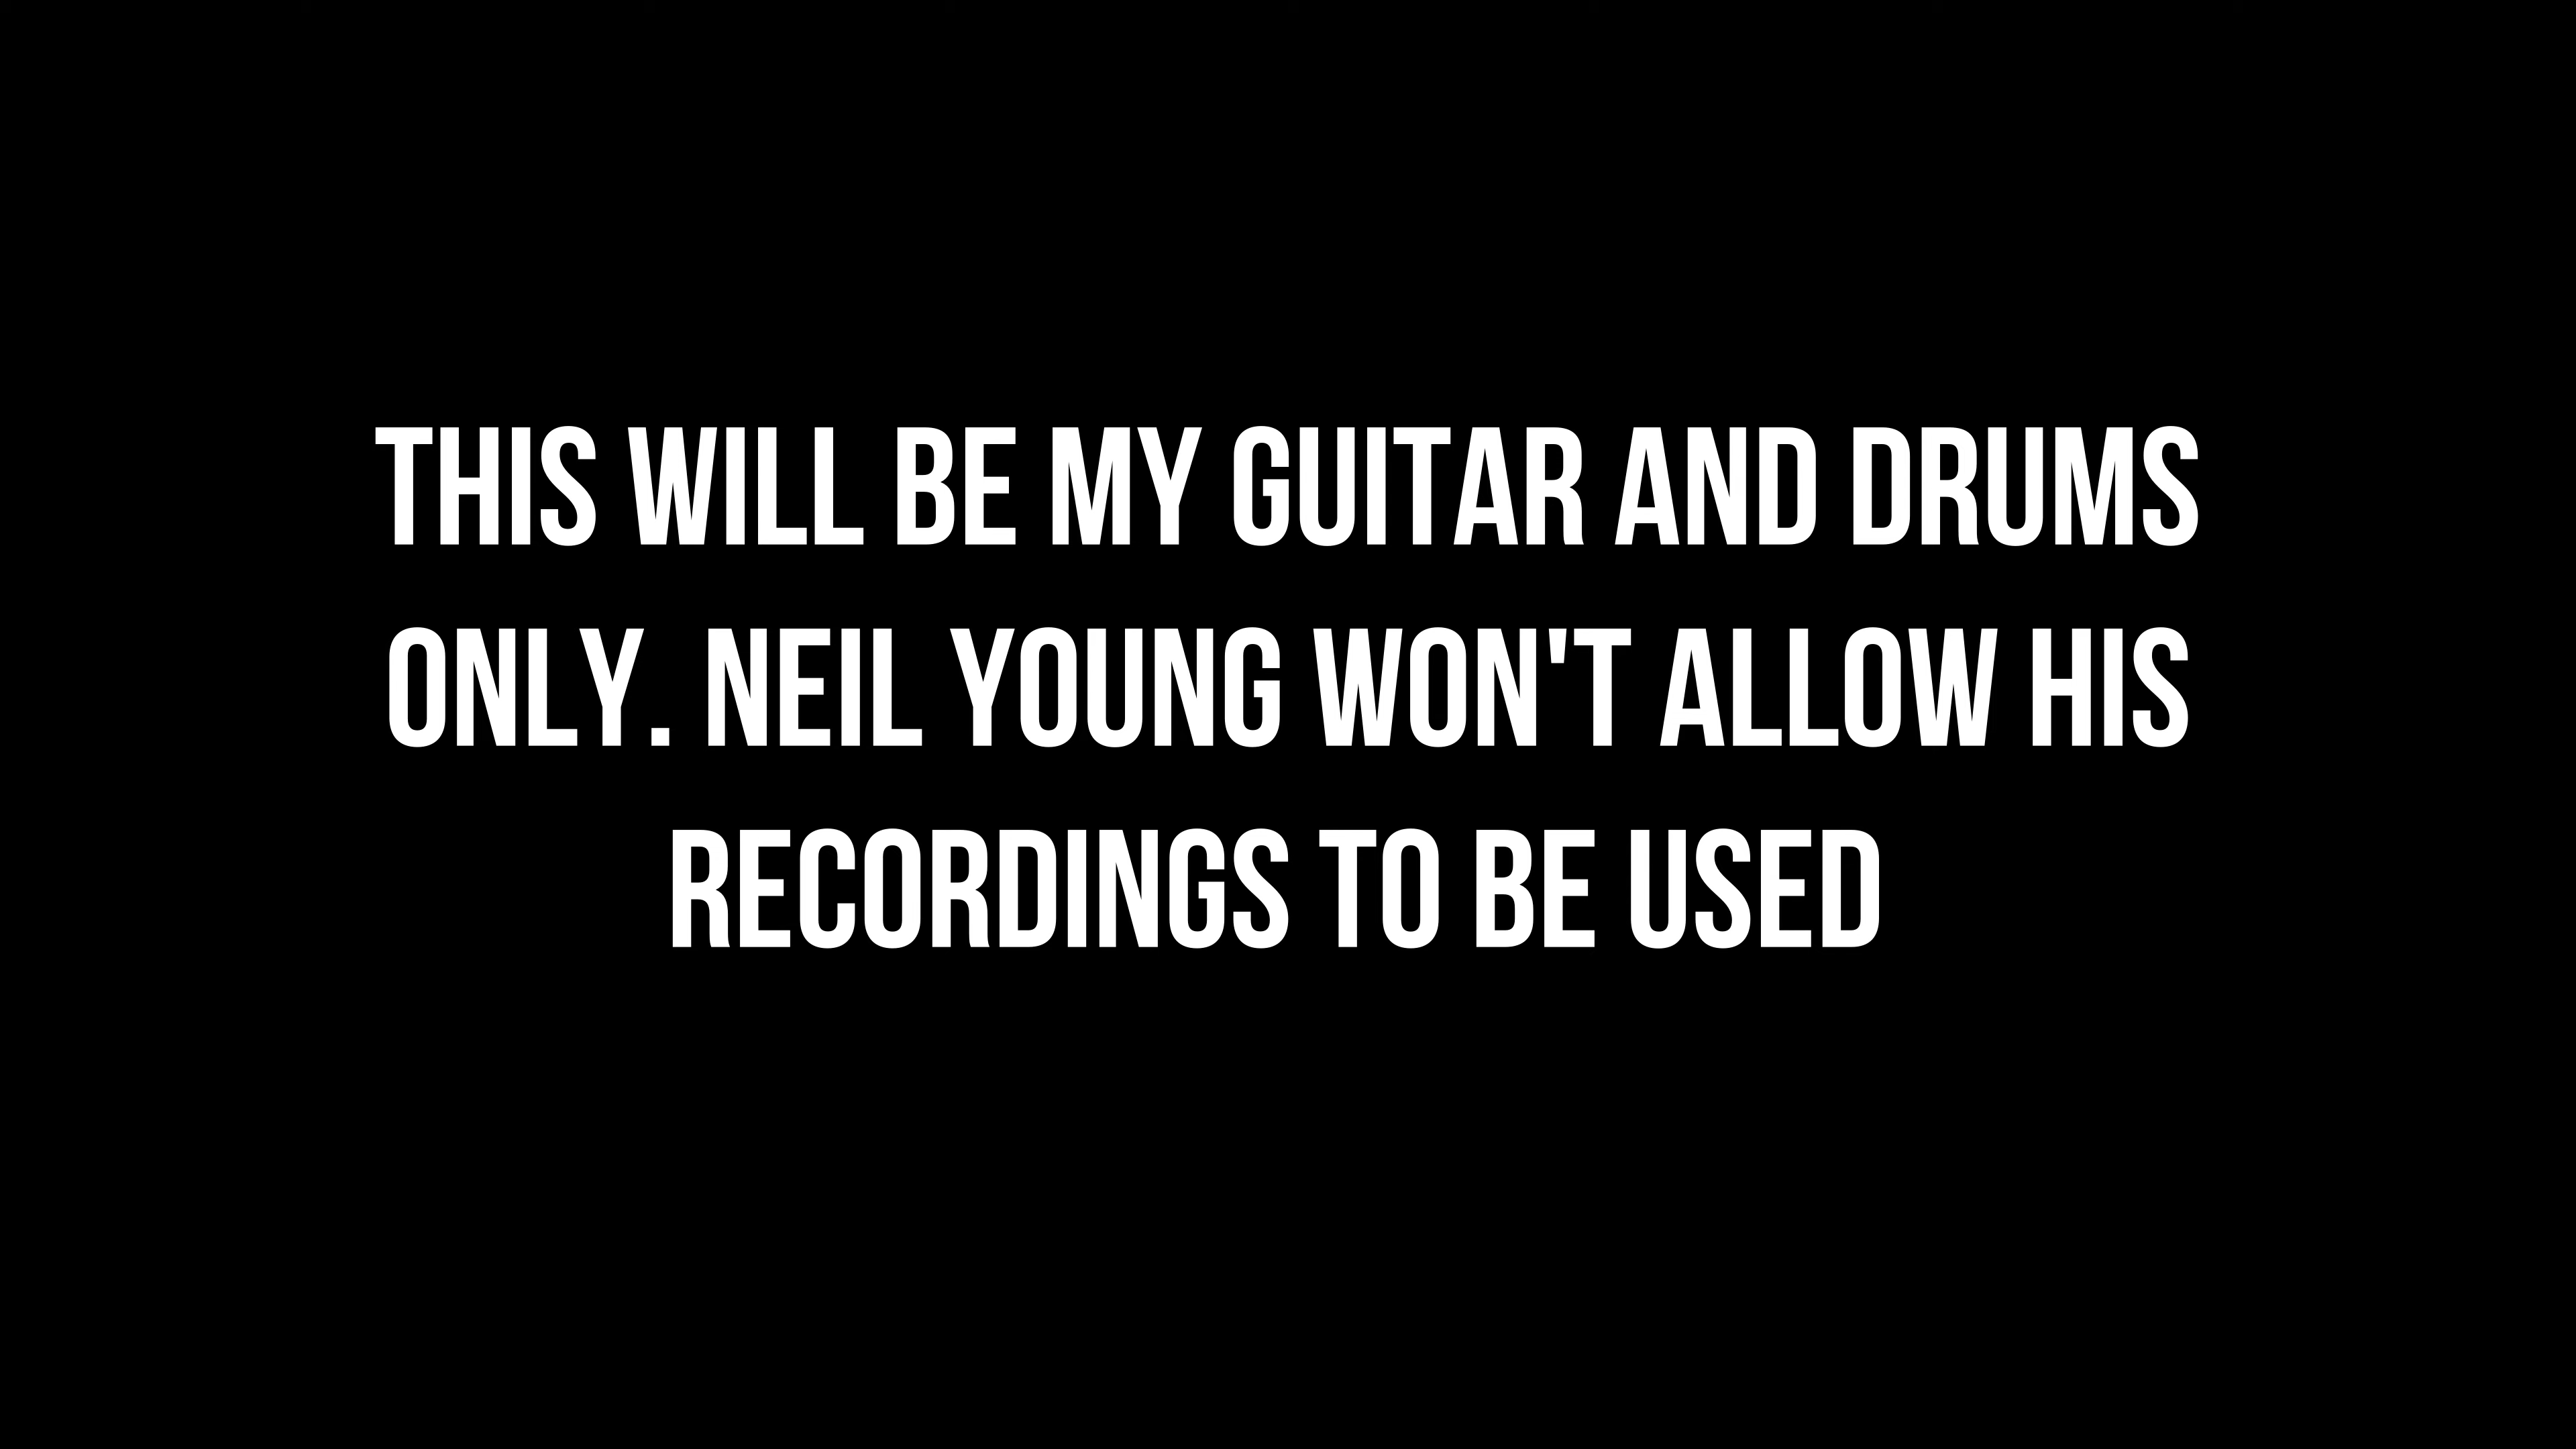 THIS WILL BE MY GUITAR AND DRUMS
ONLY. NEIL YOUNG WON'T ALLOW HIS
RECORDINGS TO BE USED